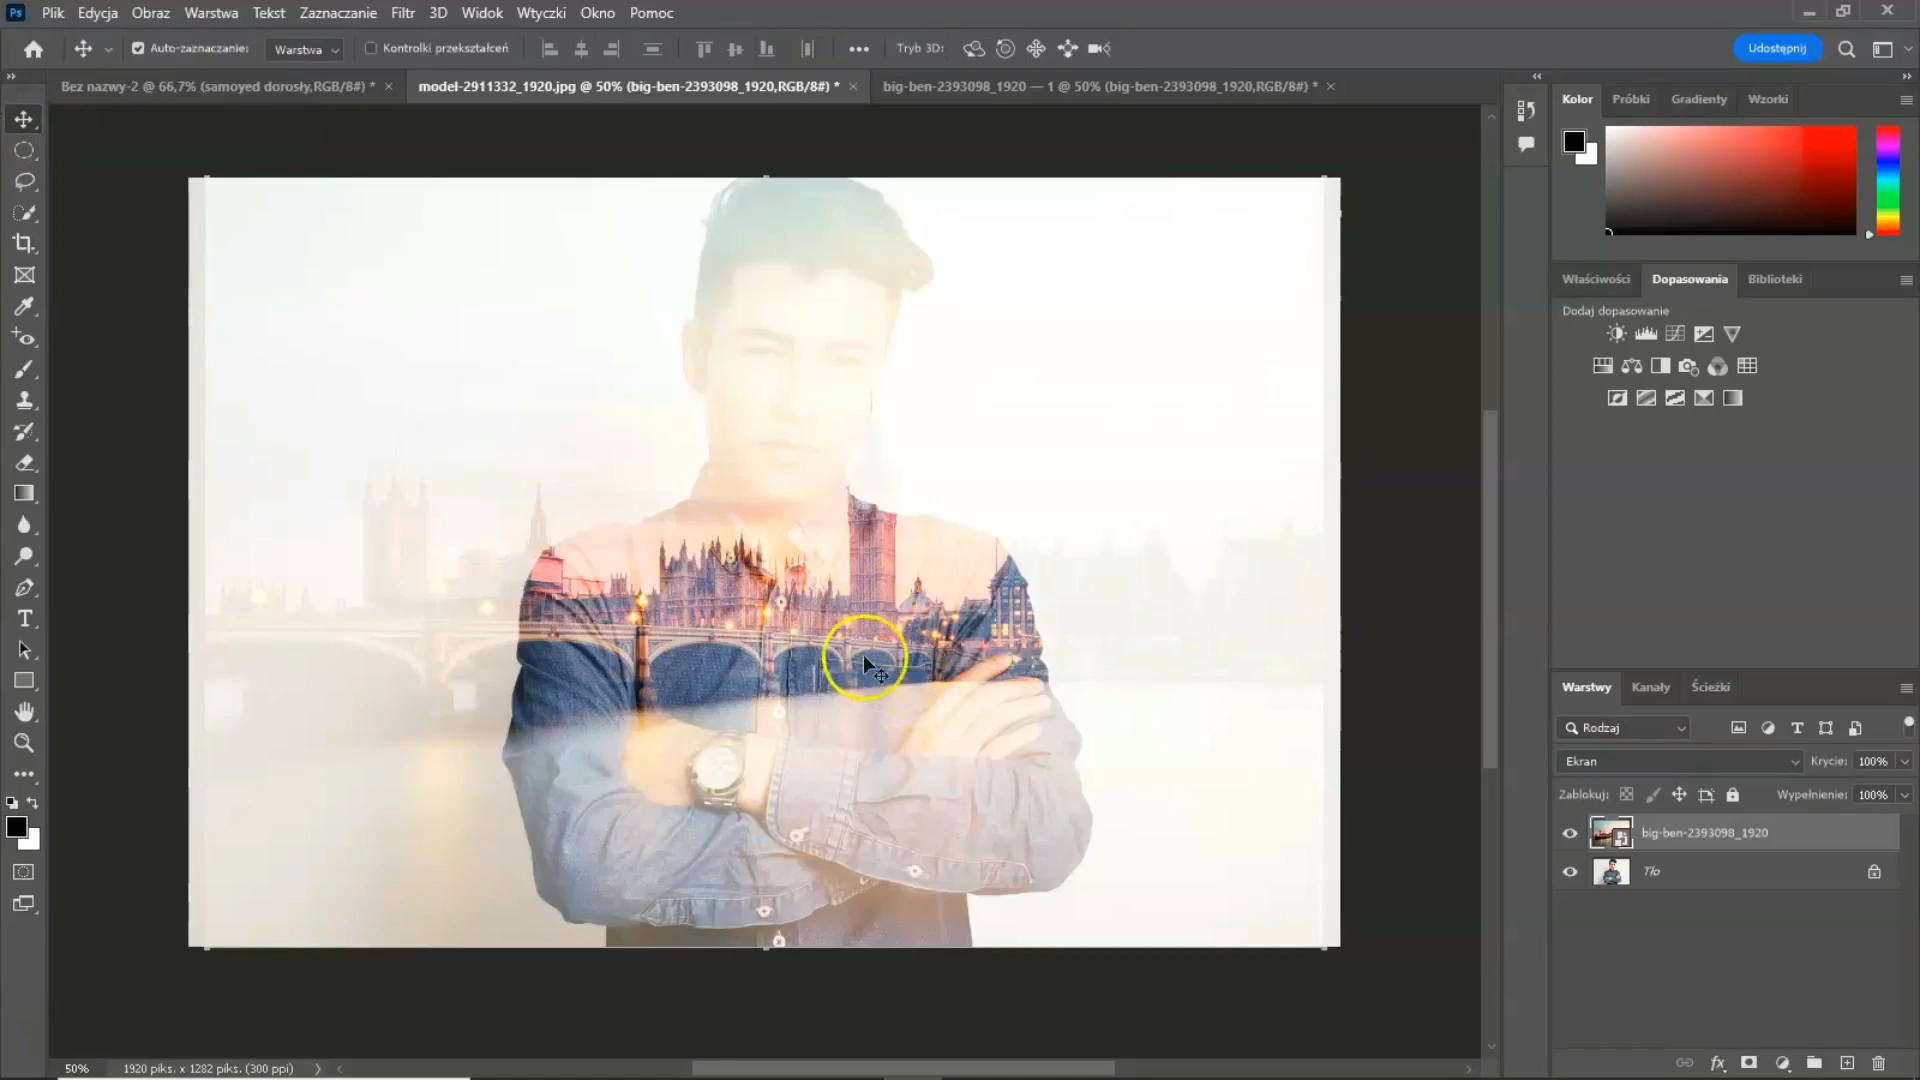 Ps Plik Edycja Obraz Warstwa Tekst Zaznaczanie Filtr 3D Widok Wtyczki Okno Pomoc
Auto-zaznaczanie: Warstwa Kontrolki przekształceń Tryb 3D: Udostępnij
Bez nazwy-2 @ 66,7% (samoyed dorosły,RGB/8#) * × model-2911332_1920.jpg @ 50% (big-ben-2393098_1920,RGB/8#) * × big-ben-2393098_1920 — 1 @ 50% (big-ben-2393098_1920,RGB/8#) * ×
Kolor Próbki Gradienty Wzorki
Właściwości Dopasowania Biblioteki
Dodaj dopasowanie
Warstwy Kanały Ścieżki
Rodzaj
Ekran Krycie: 100%
Zablokuj: Wypełnienie: 100%
big-ben-2393098_1920
Tło
50% 1920 piks. x 1282 piks. (300 ppi)